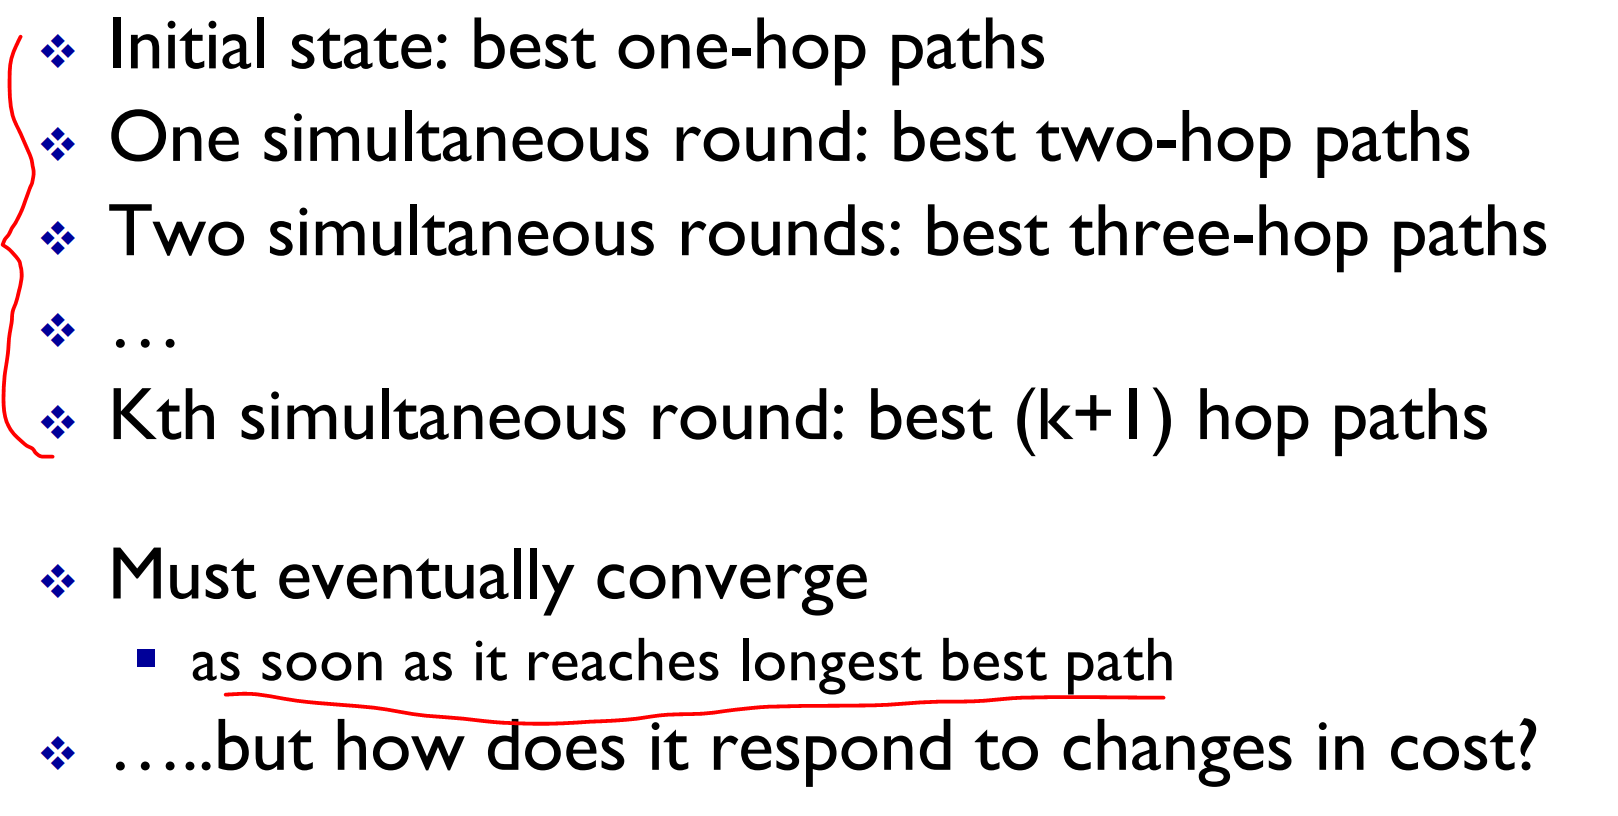 ❖ Initial state: best one-hop paths
❖ One simultaneous round: best two-hop paths
❖ Two simultaneous rounds: best three-hop paths
❖ …
❖ Kth simultaneous round: best (k+1) hop paths
❖ Must eventually converge
▪ as soon as it reaches longest best path
❖ …..but how does it respond to changes in cost?